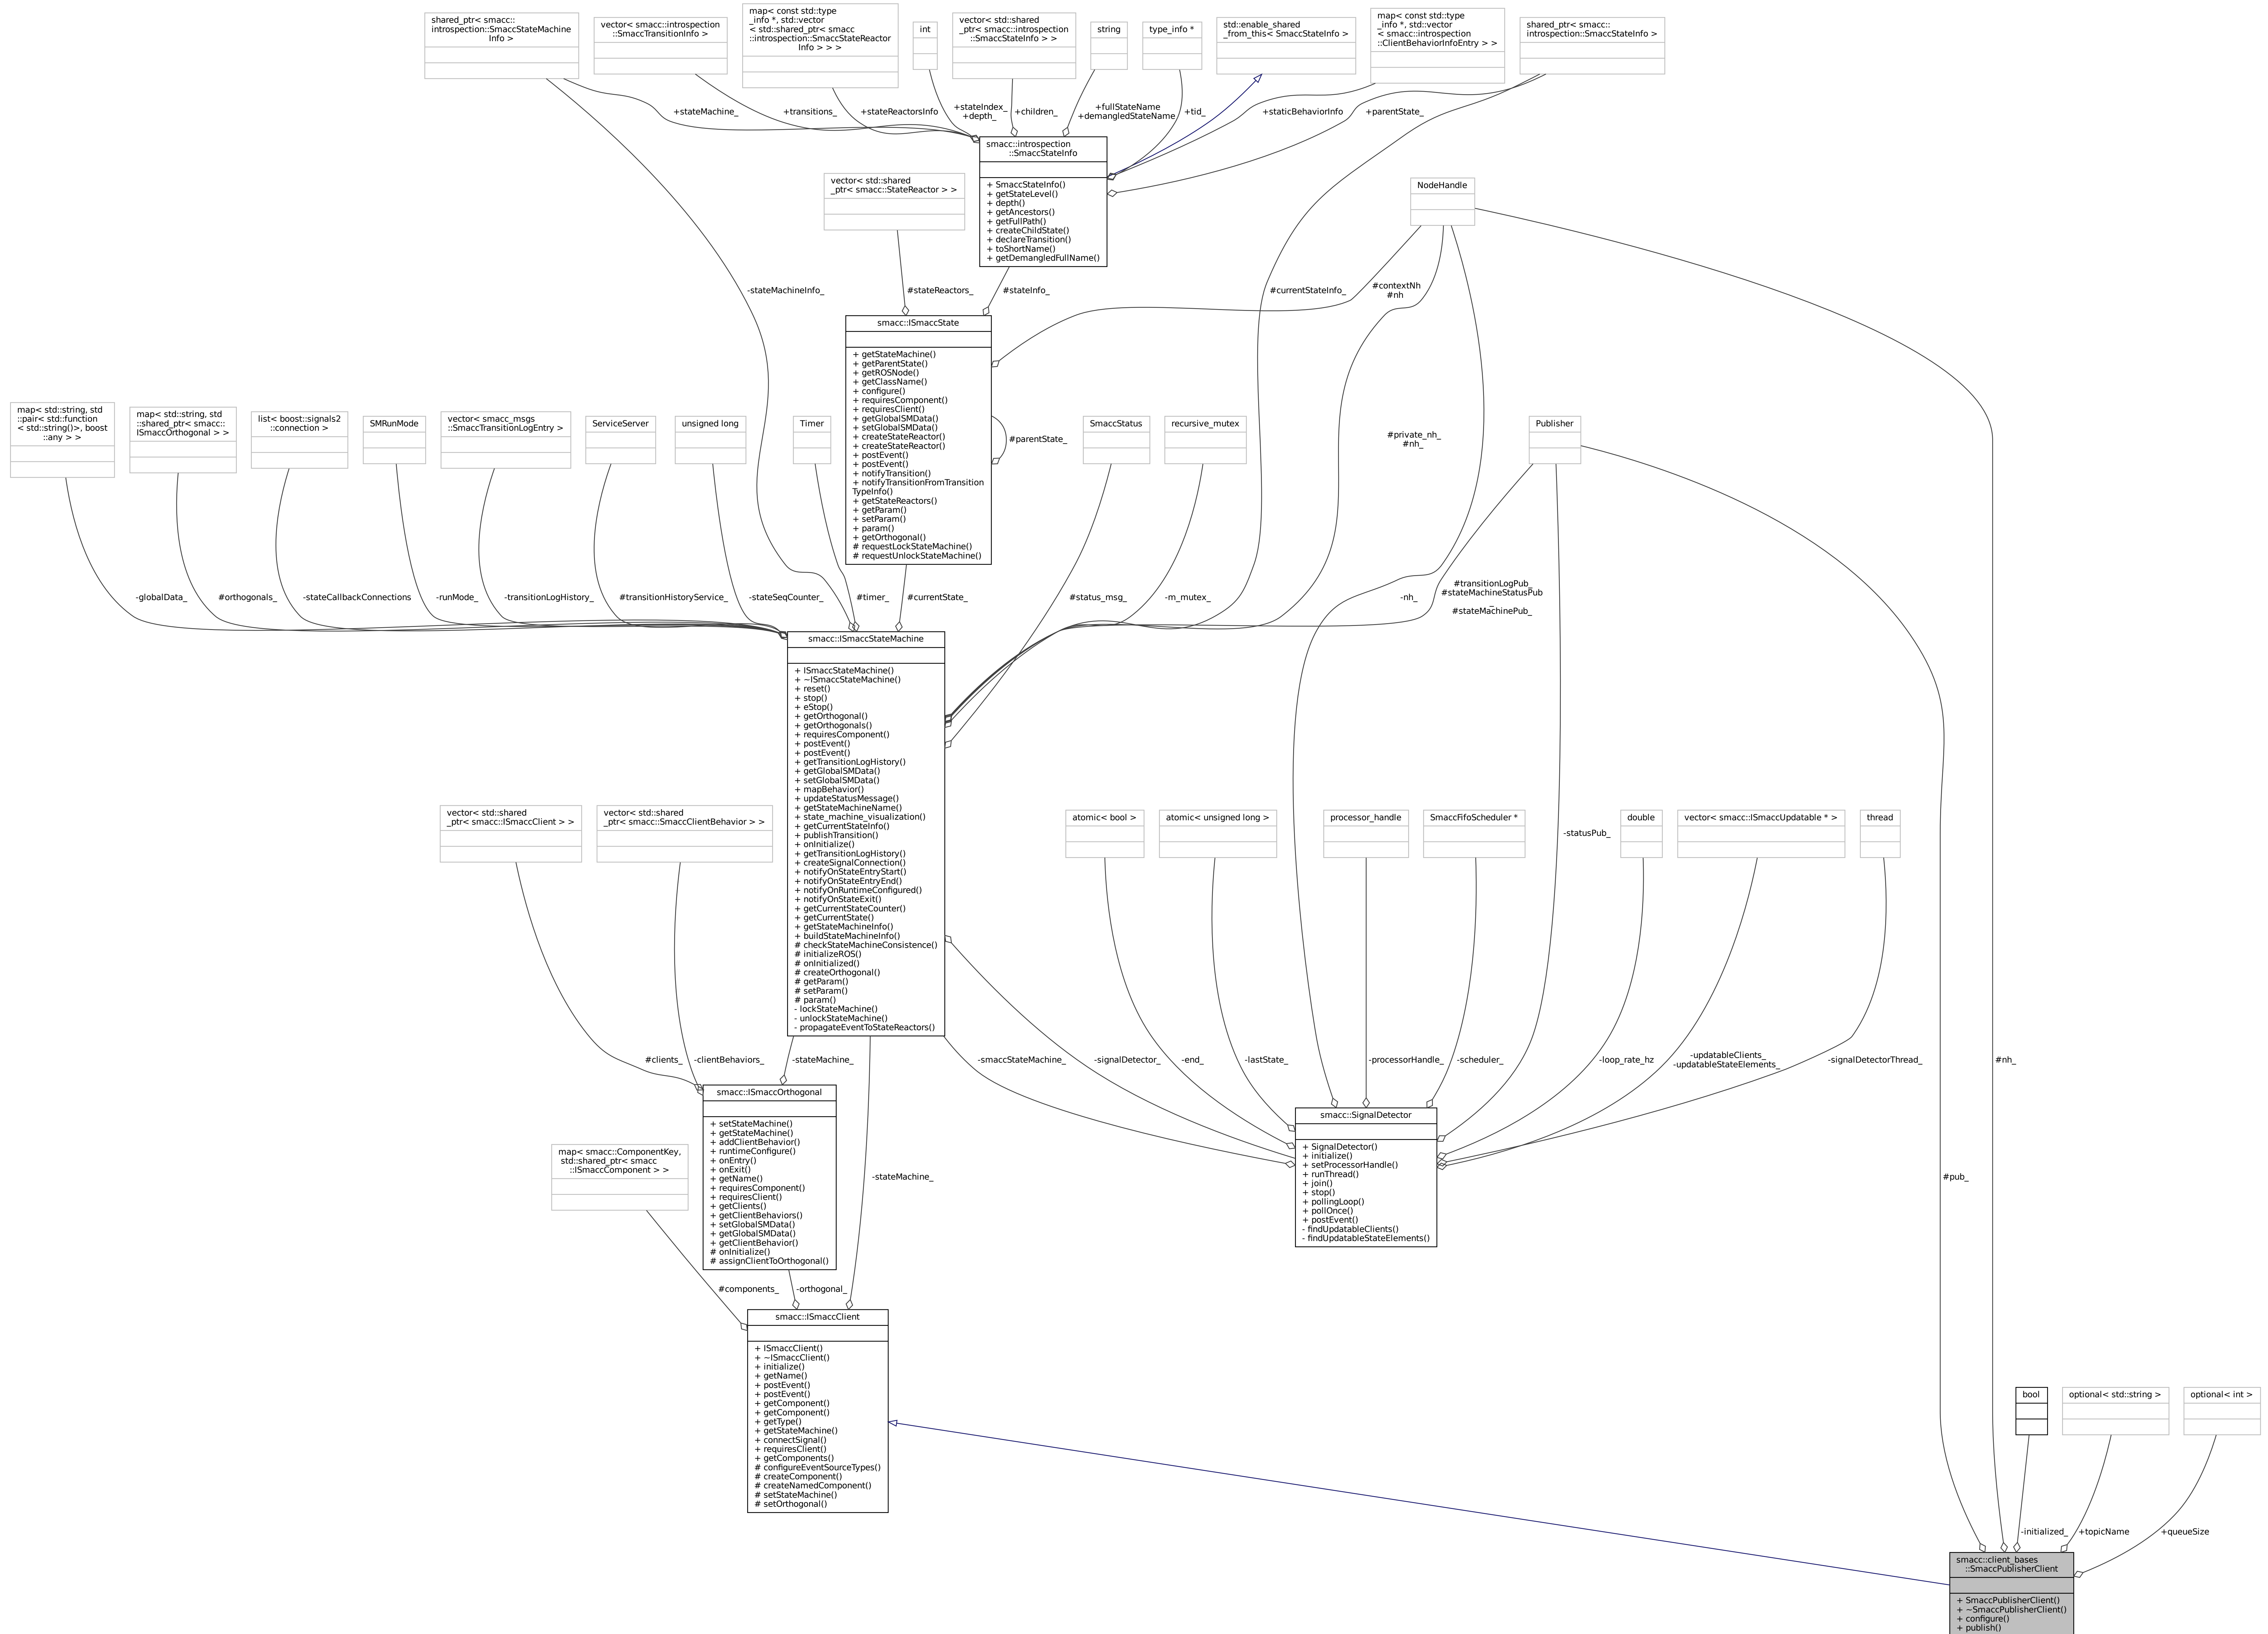 shared_ptr< smacc::
introspection::SmaccStateMachine
Info >
vector< smacc::introspection
::SmaccTransitionInfo >
map< const std::type
_info *, std::vector
< std::shared_ptr< smacc
::introspection::SmaccStateReactor
Info > > >
int
vector< std::shared
_ptr< smacc::introspection
::SmaccStateInfo > >
string
type_info *
std::enable_shared
_from_this< SmaccStateInfo >
map< const std::type
_info *, std::vector
< smacc::introspection
::ClientBehaviorInfoEntry > >
shared_ptr< smacc::
introspection::SmaccStateInfo >
+stateMachine_
+transitions_
+stateReactorsInfo
+stateIndex_
+depth_
+children_
+fullStateName
+demangledStateName
+tid_
+staticBehaviorInfo
+parentState_
smacc::introspection
::SmaccStateInfo
+ SmaccStateInfo()
+ getStateLevel()
+ depth()
+ getAncestors()
+ getFullPath()
+ createChildState()
+ declareTransition()
+ toShortName()
+ getDemangledFullName()
vector< std::shared
_ptr< smacc::StateReactor > >
NodeHandle
-stateMachineInfo_
#stateReactors_
#stateInfo_
#currentStateInfo_
#contextNh
#nh
smacc::ISmaccState
+ getStateMachine()
+ getParentState()
+ getROSNode()
+ getClassName()
+ configure()
+ requiresComponent()
+ requiresClient()
+ getGlobalSMData()
+ setGlobalSMData()
+ createStateReactor()
+ createStateReactor()
+ postEvent()
+ postEvent()
+ notifyTransition()
+ notifyTransitionFromTransition
TypeInfo()
+ getStateReactors()
+ getParam()
+ setParam()
+ param()
+ getOrthogonal()
# requestLockStateMachine()
# requestUnlockStateMachine()
#parentState_
map< std::string, std
::pair< std::function
< std::string()>, boost
::any > >
map< std::string, std
::shared_ptr< smacc::
ISmaccOrthogonal > >
list< boost::signals2
::connection >
SMRunMode
vector< smacc_msgs
::SmaccTransitionLogEntry >
ServiceServer
unsigned long
Timer
SmaccStatus
recursive_mutex
#private_nh_
#nh_
Publisher
-globalData_
#orthogonals_
-stateCallbackConnections
-runMode_
-transitionLogHistory_
#transitionHistoryService_
-stateSeqCounter_
#timer_
#currentState_
#status_msg_
-m_mutex_
-nh_
#transitionLogPub_
#stateMachineStatusPub
_
#stateMachinePub_
smacc::ISmaccStateMachine
+ ISmaccStateMachine()
+ ~ISmaccStateMachine()
+ reset()
+ stop()
+ eStop()
+ getOrthogonal()
+ getOrthogonals()
+ requiresComponent()
+ postEvent()
+ postEvent()
+ getTransitionLogHistory()
+ getGlobalSMData()
+ setGlobalSMData()
+ mapBehavior()
+ updateStatusMessage()
+ getStateMachineName()
+ state_machine_visualization()
+ getCurrentStateInfo()
+ publishTransition()
+ onInitialize()
+ getTransitionLogHistory()
+ createSignalConnection()
+ notifyOnStateEntryStart()
+ notifyOnStateEntryEnd()
+ notifyOnRuntimeConfigured()
+ notifyOnStateExit()
+ getCurrentStateCounter()
+ getCurrentState()
+ getStateMachineInfo()
+ buildStateMachineInfo()
# checkStateMachineConsistence()
# initializeROS()
# onInitialized()
# createOrthogonal()
# getParam()
# setParam()
# param()
- lockStateMachine()
- unlockStateMachine()
- propagateEventToStateReactors()
vector< std::shared
_ptr< smacc::ISmaccClient > >
vector< std::shared
_ptr< smacc::SmaccClientBehavior > >
atomic< bool >
atomic< unsigned long >
processor_handle
SmaccFifoScheduler *
-statusPub_
double
vector< smacc::ISmaccUpdatable * >
thread
#clients_
-clientBehaviors_
-stateMachine_
-smaccStateMachine_
-signalDetector_
-end_
-lastState_
-processorHandle_
-scheduler_
-loop_rate_hz
-updatableClients_
-updatableStateElements_
-signalDetectorThread_
#nh_
smacc::ISmaccOrthogonal
+ setStateMachine()
+ getStateMachine()
+ addClientBehavior()
+ runtimeConfigure()
+ onEntry()
+ onExit()
+ getName()
+ requiresComponent()
+ requiresClient()
+ getClients()
+ getClientBehaviors()
+ setGlobalSMData()
+ getGlobalSMData()
+ getClientBehavior()
# onInitialize()
# assignClientToOrthogonal()
smacc::SignalDetector
+ SignalDetector()
+ initialize()
+ setProcessorHandle()
+ runThread()
+ join()
+ stop()
+ pollingLoop()
+ pollOnce()
+ postEvent()
- findUpdatableClients()
- findUpdatableStateElements()
map< smacc::ComponentKey,
std::shared_ptr< smacc
::ISmaccComponent > >
-stateMachine_
#pub_
#components_
-orthogonal_
smacc::ISmaccClient
+ ISmaccClient()
+ ~ISmaccClient()
+ initialize()
+ getName()
+ postEvent()
+ postEvent()
+ getComponent()
+ getComponent()
+ getType()
+ getStateMachine()
+ connectSignal()
+ requiresClient()
+ getComponents()
# configureEventSourceTypes()
# createComponent()
# createNamedComponent()
# setStateMachine()
# setOrthogonal()
bool
optional< std::string >
optional< int >
-initialized_
+topicName
+queueSize
smacc::client_bases
::SmaccPublisherClient
+ SmaccPublisherClient()
+ ~SmaccPublisherClient()
+ configure()
+ publish()